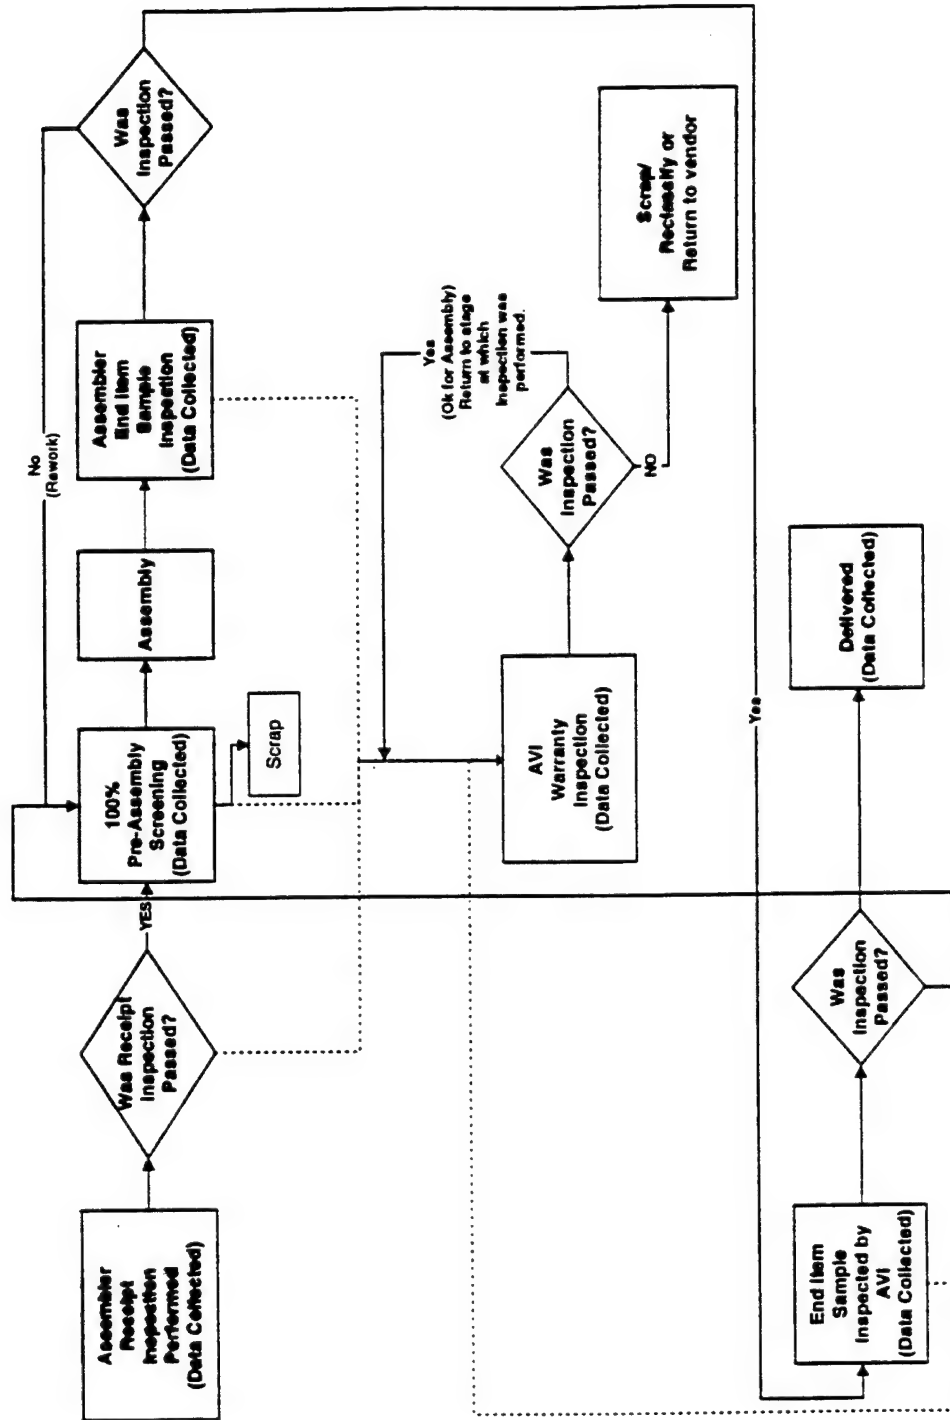 Assembler
Receipt
Inspection
Performed
(Data Collected)
Was Receipt
Inspection
Passed?
YES
100%
Pre-Assembly
Screening
(Data Collected)
Scrap
Assembly
Assembler
End Item
Sample
Inspection
(Data Collected)
Was
Inspection
Passed?
No
(Rework)
AVI
Warranty
Inspection
(Data Collected)
Was
Inspection
Passed?
Yes
(Ok for Assembly)
Return to stage
at which
Inspection was
performed.
NO
Scrap/
Reclassify or
Return to vendor
Yes
End Item
Sample
Inspected by
AVI
(Data Collected)
Was
Inspection
Passed?
Delivered
(Data Collected)